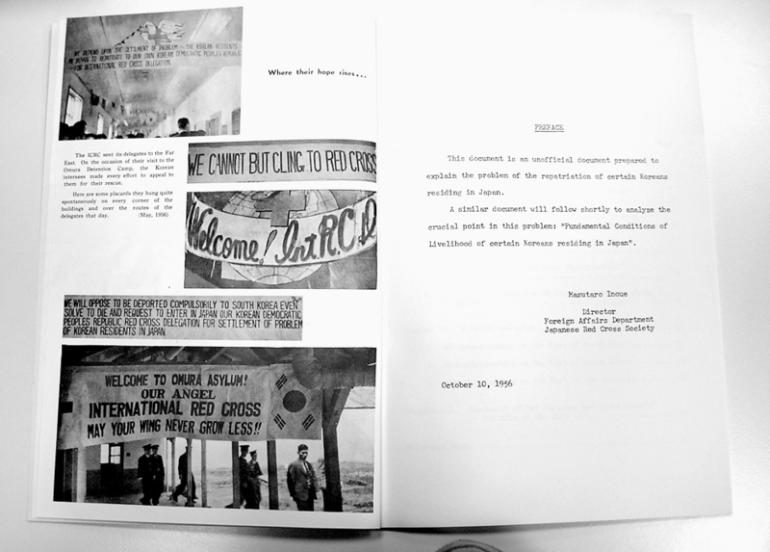 WE DEPEND UPON THE SETTLMENT OF PROBLEM—THE KOREAN RESIDENTS
IN JAPAN TO REPATRIATE TO OUR OWN KOREAN DEMOCRATIC PEOPLES REPUBLIC
—FOR INTERNATIONAL RED CROSS DELEGATION.
Where their hope rises...
The ICRC sent its delegates to the Far
East. On the occasion of their visit to the
Omura Detention Camp, the Korean
internees made every effort to appeal to
them for their rescue.
Here are some placards they hung quite
spontaneously on every corner of the
buildings and over the routes of the
delegates that day. (May, 1956)
WE CANNOT BUT CLING TO RED CROSS
Welcome! Int.R.C.D
WE WILL OPPOSE TO BE DEPORTED COMPULSORILY TO SOUTH KOREA EVEN
SOLVE TO DIE AND REQUEST TO ENTER IN JAPAN OUR KOREAN DEMOCRATIC
PEOPLES REPUBLIC RED CROSS DELEGATION FOR SETTLEMENT OF PROBLEM
OF KOREAN RESIDENTS IN JAPAN.
WELCOME TO OMURA ASYLUM!
OUR ANGEL
INTERNATIONAL RED CROSS
MAY YOUR WING NEVER GROW LESS!!
PREFACE
This document is an unofficial document prepared to
explain the problem of the repatriation of certain Koreans
residing in Japan.
A similar document will follow shortly to analyze the
crucial point in this problem: "Fundamental Conditions of
Livelihood of certain Koreans residing in Japan".
Masutaro Inoue
Director
Foreign Affairs Department
Japanese Red Cross Society
October 10, 1956